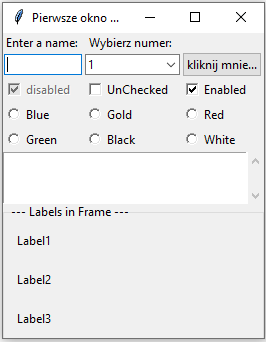 Pierwsze okno ...
Enter a name: Wybierz numer:
1 kliknij mnie...
disabled UnChecked Enabled
Blue Gold Red
Green Black White
--- Labels in Frame ---
Label1
Label2
Label3